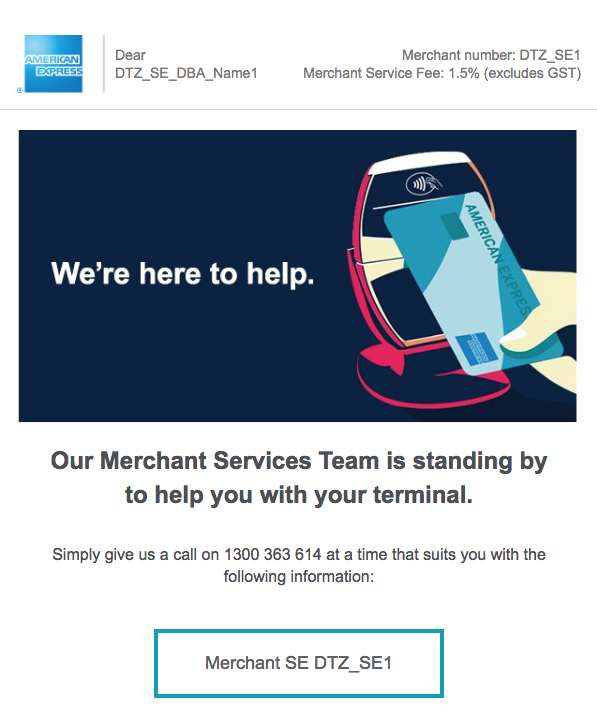 AMERICAN
EXPRESS
®
Dear
DTZ_SE_DBA_Name1
Merchant number: DTZ_SE1
Merchant Service Fee: 1.5% (excludes GST)
We're here to help.
AMERICAN EXPRESS
AMERICAN
EXPRESS
Our Merchant Services Team is standing by
to help you with your terminal.
Simply give us a call on 1300 363 614 at a time that suits you with the
following information:
Merchant SE DTZ_SE1